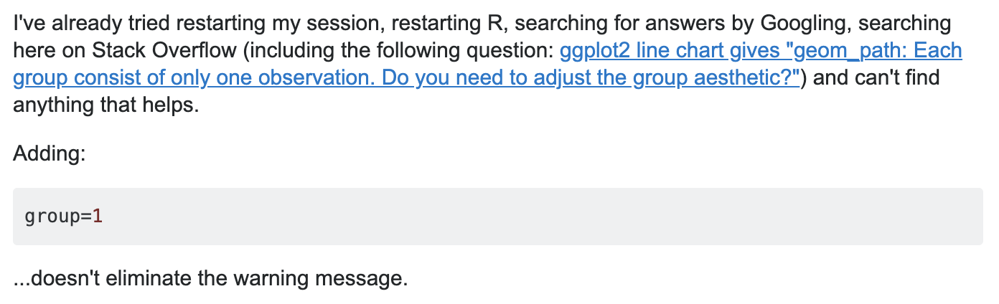 I've already tried restarting my session, restarting R, searching for answers by Googling, searching
here on Stack Overflow (including the following question: ggplot2 line chart gives "geom_path: Each
group consist of only one observation. Do you need to adjust the group aesthetic?") and can't find
anything that helps.
Adding:
group=1
...doesn't eliminate the warning message.